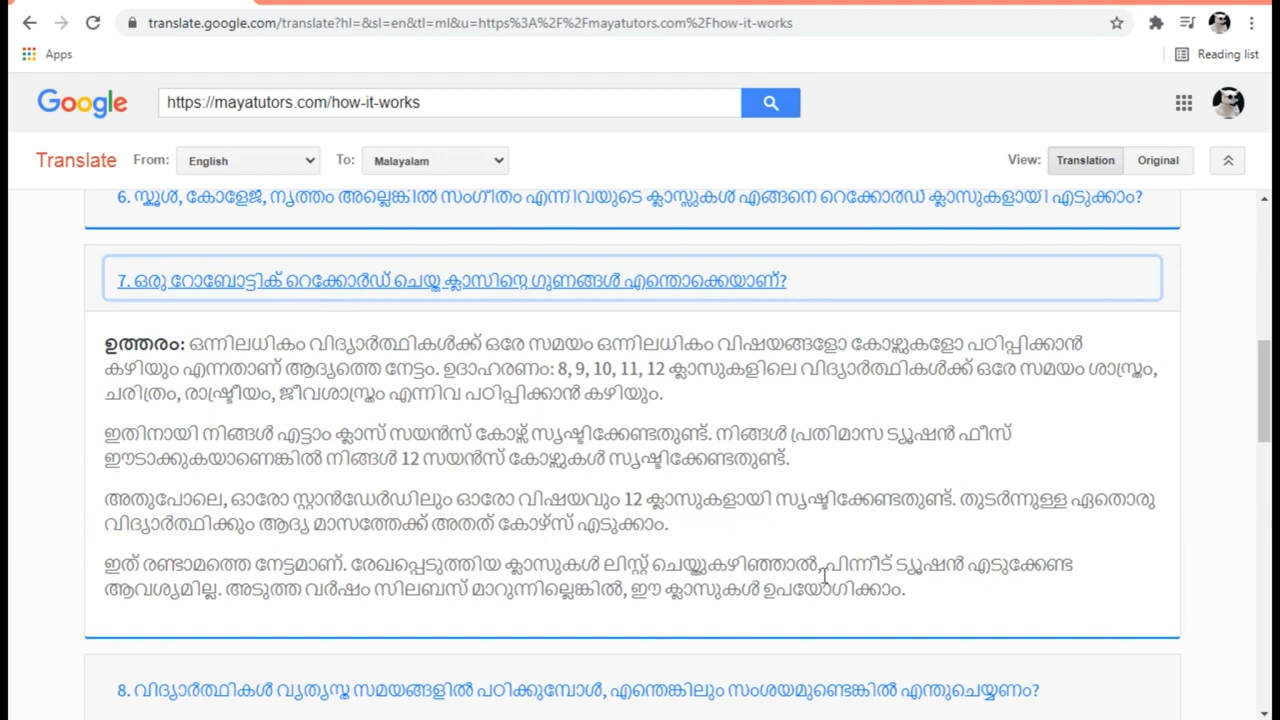 translate.google.com/translate?hl=&sl=en&tl=ml&u=https%3A%2F%2Fmayatutors.com%2Fhow-it-works
Apps
Reading list
Google
https://mayatutors.com/how-it-works
Translate
From:
English
To:
Malayalam
View:
Translation
Original
6. സ്കൂൾ, കോളേജ്, നൃത്തം അല്ലെങ്കിൽ സംഗീതം എന്നിവയുടെ ക്ലാസ്സുകൾ എങ്ങനെ റെക്കോർഡ് ക്ലാസുകളായി എടുക്കാം?
7. ഒരു റോബോട്ടിക് റെക്കോർഡ് ചെയ്ത ക്ലാസിന്റെ ഗുണങ്ങൾ എന്തൊക്കെയാണ്?
ഉത്തരം: ഒന്നിലധികം വിദ്യാർത്ഥികൾക്ക് ഒരേ സമയം ഒന്നിലധികം വിഷയങ്ങളോ കോഴ്സുകളോ പഠിപ്പിക്കാൻ
കഴിയും എന്നതാണ് ആദ്യത്തെ നേട്ടം. ഉദാഹരണം: 8, 9, 10, 11, 12 ക്ലാസുകളിലെ വിദ്യാർത്ഥികൾക്ക് ഒരേ സമയം ശാസ്ത്രം,
ചരിത്രം, രാഷ്ട്രീയം, ജീവശാസ്ത്രം എന്നിവ പഠിപ്പിക്കാൻ കഴിയും.
ഇതിനായി നിങ്ങൾ എട്ടാം ക്ലാസ് സയൻസ് കോഴ്സ് സൃഷ്ടിക്കേണ്ടതുണ്ട്. നിങ്ങൾ പ്രതിമാസ ട്യൂഷൻ ഫീസ്
ഈടാക്കുകയാണെങ്കിൽ നിങ്ങൾ 12 സയൻസ് കോഴ്സുകൾ സൃഷ്ടിക്കേണ്ടതുണ്ട്.
അതുപോലെ, ഓരോ സ്റ്റാൻഡേർഡിലും ഓരോ വിഷയവും 12 ക്ലാസുകളായി സൃഷ്ടിക്കേണ്ടതുണ്ട്. തുടർന്നുള്ള ഏതൊരു
വിദ്യാർത്ഥിക്കും ആദ്യ മാസത്തേക്ക് അതത് കോഴ്സ് എടുക്കാം.
ഇത് രണ്ടാമത്തെ നേട്ടമാണ്. രേഖപ്പെടുത്തിയ ക്ലാസുകൾ ലിസ്റ്റ് ചെയ്തുകഴിഞ്ഞാൽ, പിന്നീട് ട്യൂഷൻ എടുക്കേണ്ട
ആവശ്യമില്ല. അടുത്ത വർഷം സിലബസ് മാറുന്നില്ലെങ്കിൽ, ഈ ക്ലാസുകൾ ഉപയോഗിക്കാം.
8. വിദ്യാർത്ഥികൾ വ്യത്യസ്ത സമയങ്ങളിൽ പഠിക്കുമ്പോൾ, എന്തെങ്കിലും സംശയമുണ്ടെങ്കിൽ എന്തുചെയ്യണം?